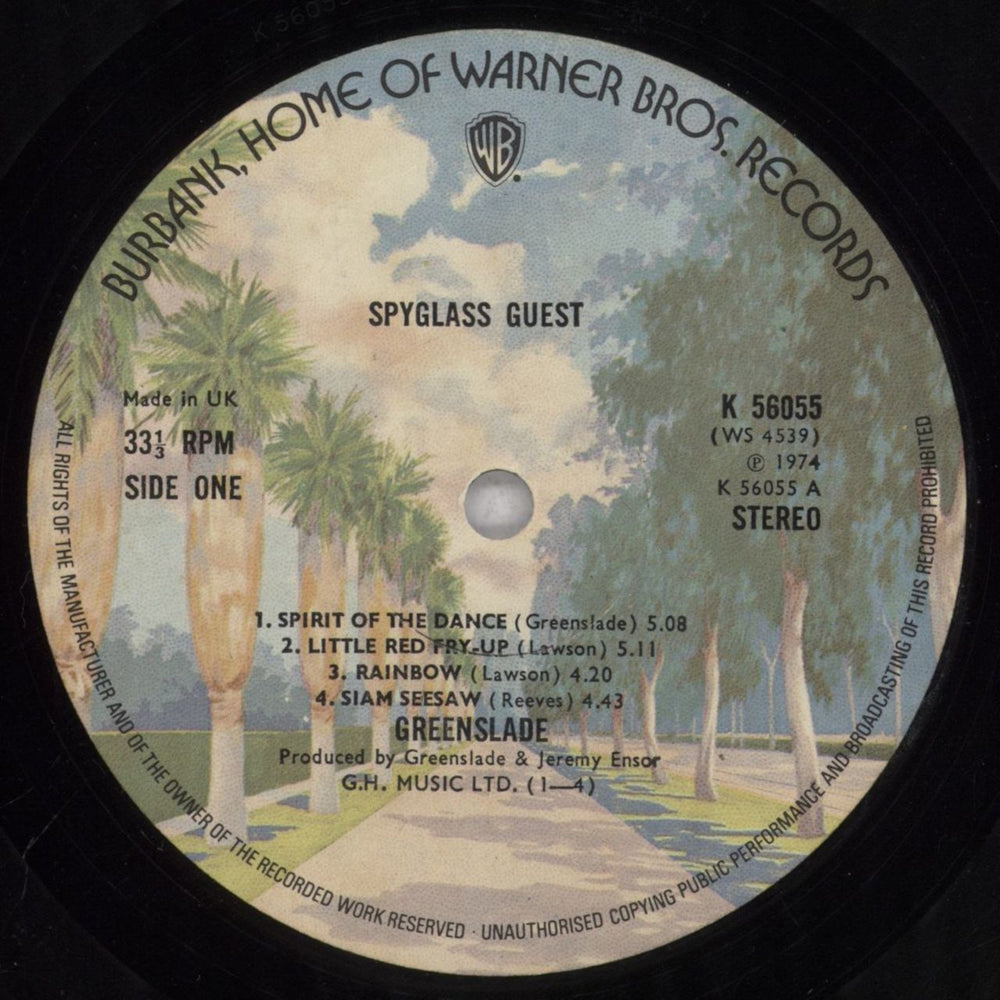 K 56055
BURBANK, HOME OF WARNER BROS. RECORDS
WB
SPYGLASS GUEST
Made in UK
33⅓ RPM
SIDE ONE
K 56055
(WS 4539)
℗ 1974
K 56055 A
STEREO
1. SPIRIT OF THE DANCE (Greenslade) 5.08
2. LITTLE RED FRY-UP (Lawson) 5.11
3. RAINBOW (Lawson) 4.20
4. SIAM SEESAW (Reeves) 4.43
GREENSLADE
Produced by Greenslade & Jeremy Ensor
G.H. MUSIC LTD. (1—4)
ALL RIGHTS OF THE MANUFACTURER AND OF THE OWNER OF THE RECORDED WORK RESERVED · UNAUTHORISED COPYING PUBLIC PERFORMANCE AND BROADCASTING OF THIS RECORD PROHIBITED